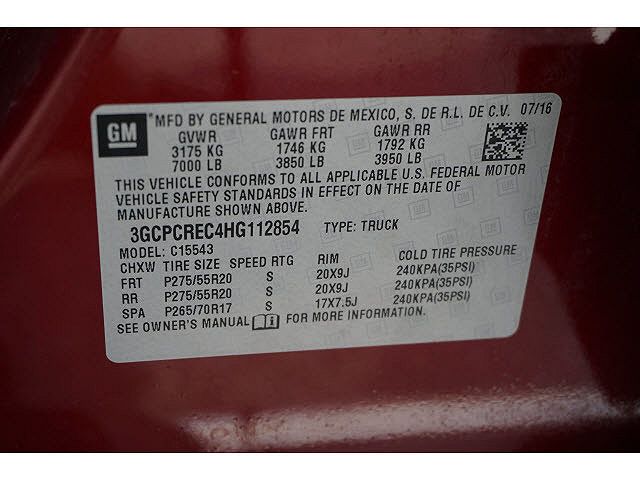 GM
*MFD BY GENERAL MOTORS DE MEXICO, S. DE R.L. DE C.V. 07/16
GVWR GAWR FRT GAWR RR
3175 KG 1746 KG 1792 KG
7000 LB 3850 LB 3950 LB
THIS VEHICLE CONFORMS TO ALL APPLICABLE U.S. FEDERAL MOTOR
VEHICLE SAFETY STANDARDS IN EFFECT ON THE DATE OF
MANUFACTURE SHOWN ABOVE.
3GCPCREC4HG112854 TYPE: TRUCK
MODEL: C15543
CHXW TIRE SIZE SPEED RTG RIM COLD TIRE PRESSURE
FRT P275/55R20 S 20X9J 240KPA(35PSI)
RR P275/55R20 S 20X9J 240KPA(35PSI)
SPA P265/70R17 S 17X7.5J 240KPA(35PSI)
SEE OWNER'S MANUAL i FOR MORE INFORMATION.